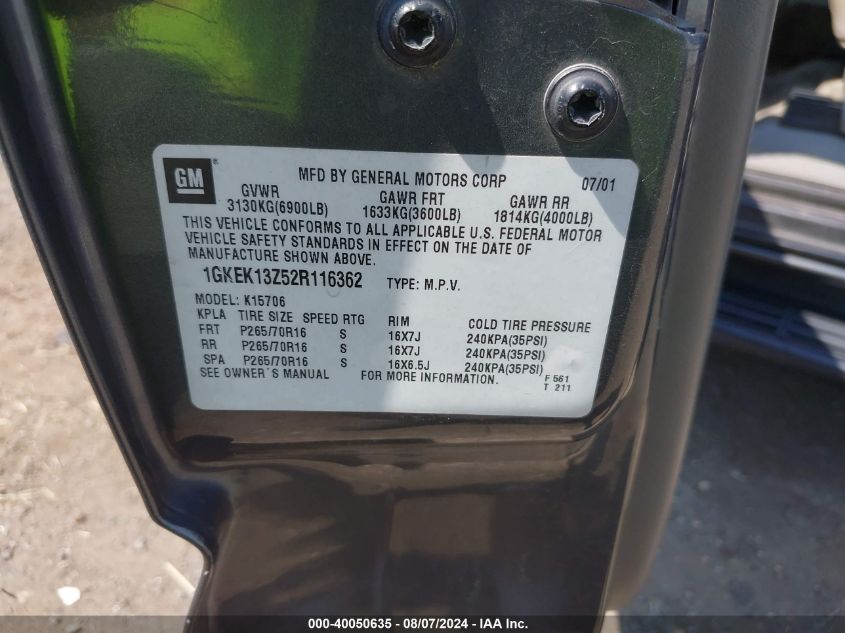 GM® MFD BY GENERAL MOTORS CORP 07/01
GVWR GAWR FRT GAWR RR
3130KG(6900LB) 1633KG(3600LB) 1814KG(4000LB)
THIS VEHICLE CONFORMS TO ALL APPLICABLE U.S. FEDERAL MOTOR
VEHICLE SAFETY STANDARDS IN EFFECT ON THE DATE OF
MANUFACTURE SHOWN ABOVE.
1GKEK13Z52R116362 TYPE: M.P.V.
MODEL: K15706
KPLA TIRE SIZE SPEED RTG RIM COLD TIRE PRESSURE
FRT P265/70R16 S 16X7J 240KPA(35PSI)
RR P265/70R16 S 16X7J 240KPA(35PSI)
SPA P265/70R16 S 16X6.5J 240KPA(35PSI)
SEE OWNER'S MANUAL FOR MORE INFORMATION. F 561
T 211
000-40050635 - 08/07/2024 - IAA Inc.